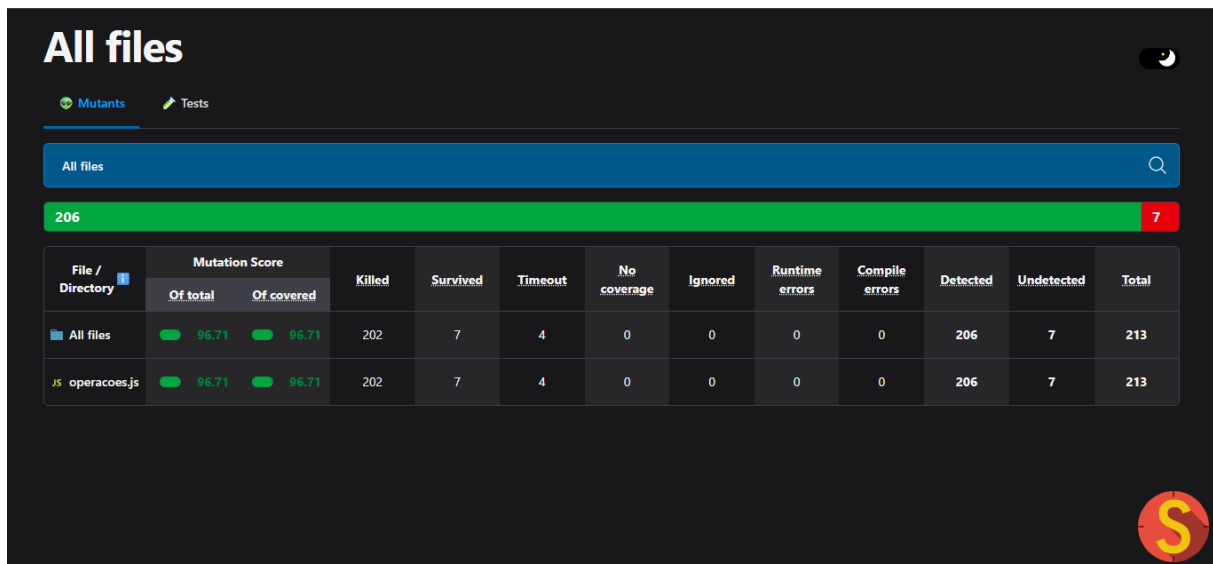 All files
Mutants Tests
All files
206 7
File / Directory Mutation Score Killed Survived Timeout No coverage Ignored Runtime errors Compile errors Detected Undetected Total
Of total Of covered
All files 96.71 96.71 202 7 4 0 0 0 0 206 7 213
JS operacoes.js 96.71 96.71 202 7 4 0 0 0 0 206 7 213
S